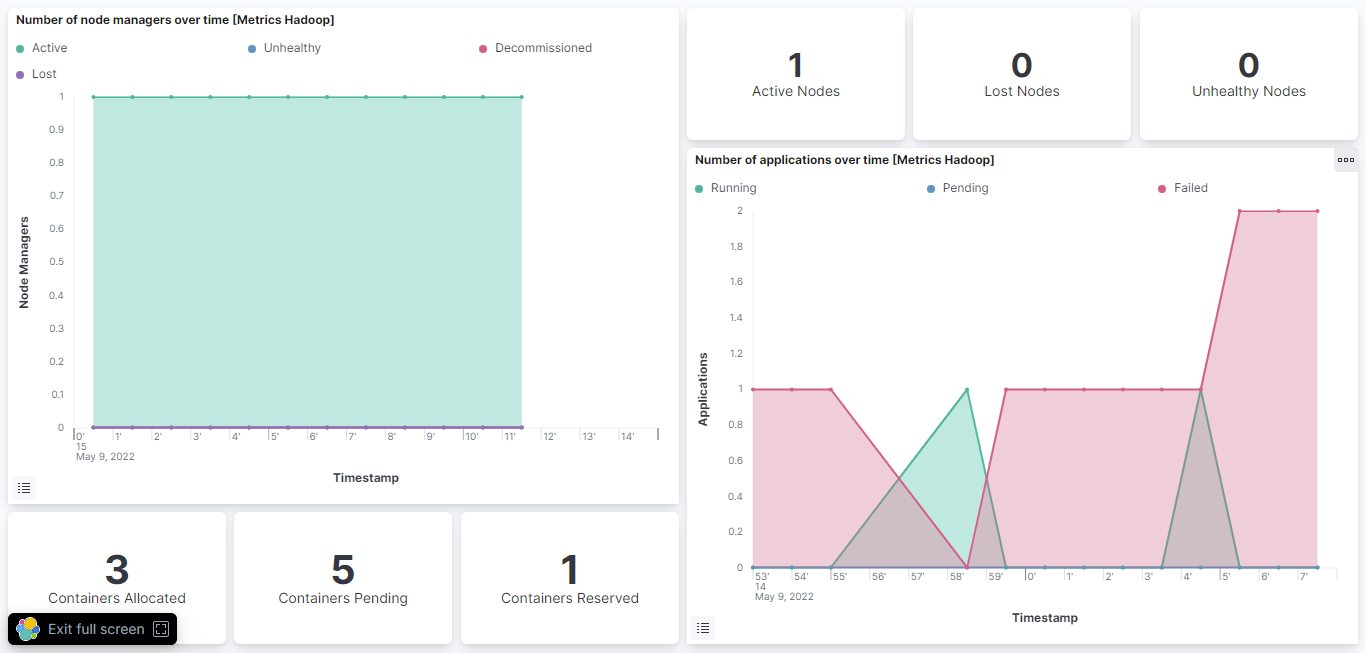 Number of node managers over time [Metrics Hadoop]
Active
Unhealthy
Decommissioned
Lost
Node Managers
1
0.9
0.8
0.7
0.6
0.5
0.4
0.3
0.2
0.1
0
0' 1' 2' 3' 4' 5' 6' 7' 8' 9' 10' 11' 12' 13' 14'
15
May 9, 2022
Timestamp
1
Active Nodes
0
Lost Nodes
0
Unhealthy Nodes
Number of applications over time [Metrics Hadoop]
Running
Pending
Failed
Applications
2
1.8
1.6
1.4
1.2
1
0.8
0.6
0.4
0.2
0
53' 54' 55' 56' 57' 58' 59' 0' 1' 2' 3' 4' 5' 6' 7'
14
May 9, 2022
Timestamp
3
Containers Allocated
5
Containers Pending
1
Containers Reserved
Exit full screen